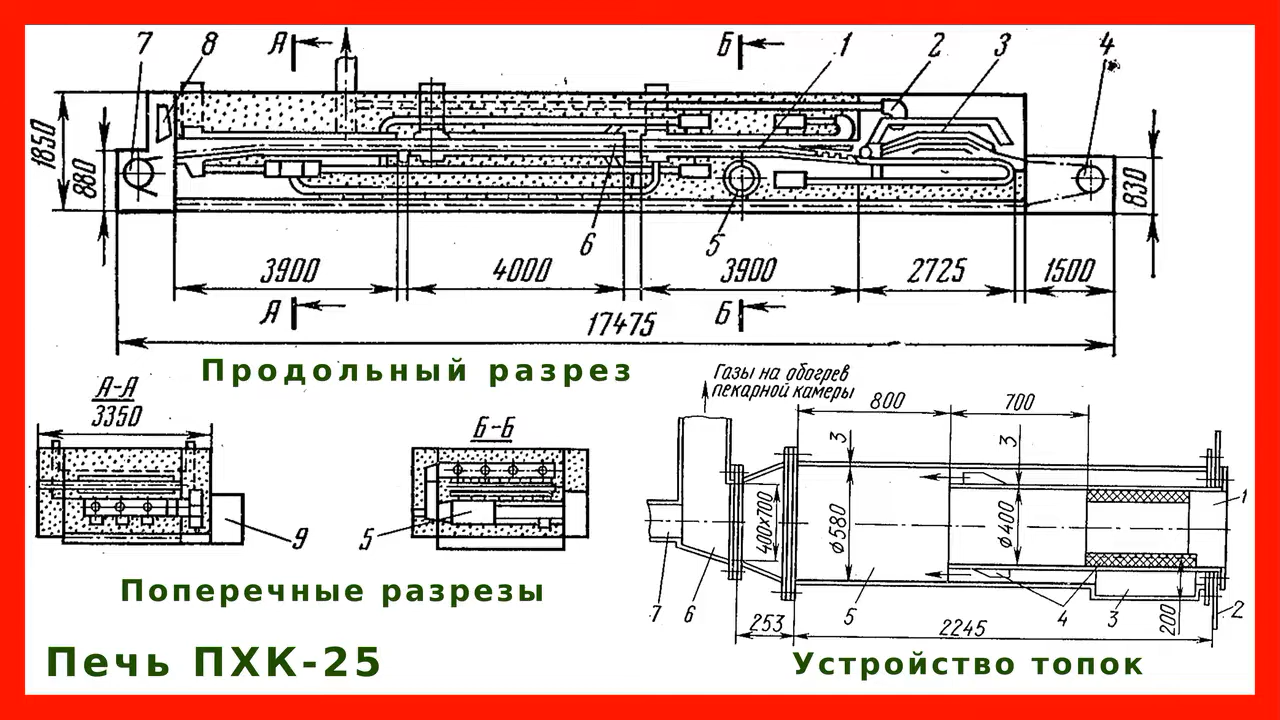 7 8 А Б 1 2 3 4
1850
880
830
6 5
3900 4000 3900 2725 1500
А Б
17475
Продольный разрез
А-А
3350
9
Б-Б
5
Поперечные разрезы
Печь ПХК-25
Газы на обогрев
пекарной камеры
800 700
3 3
400×700
ф580
ф400
1
7 6 5 4 3 200 2
253 2245
Устройство топок